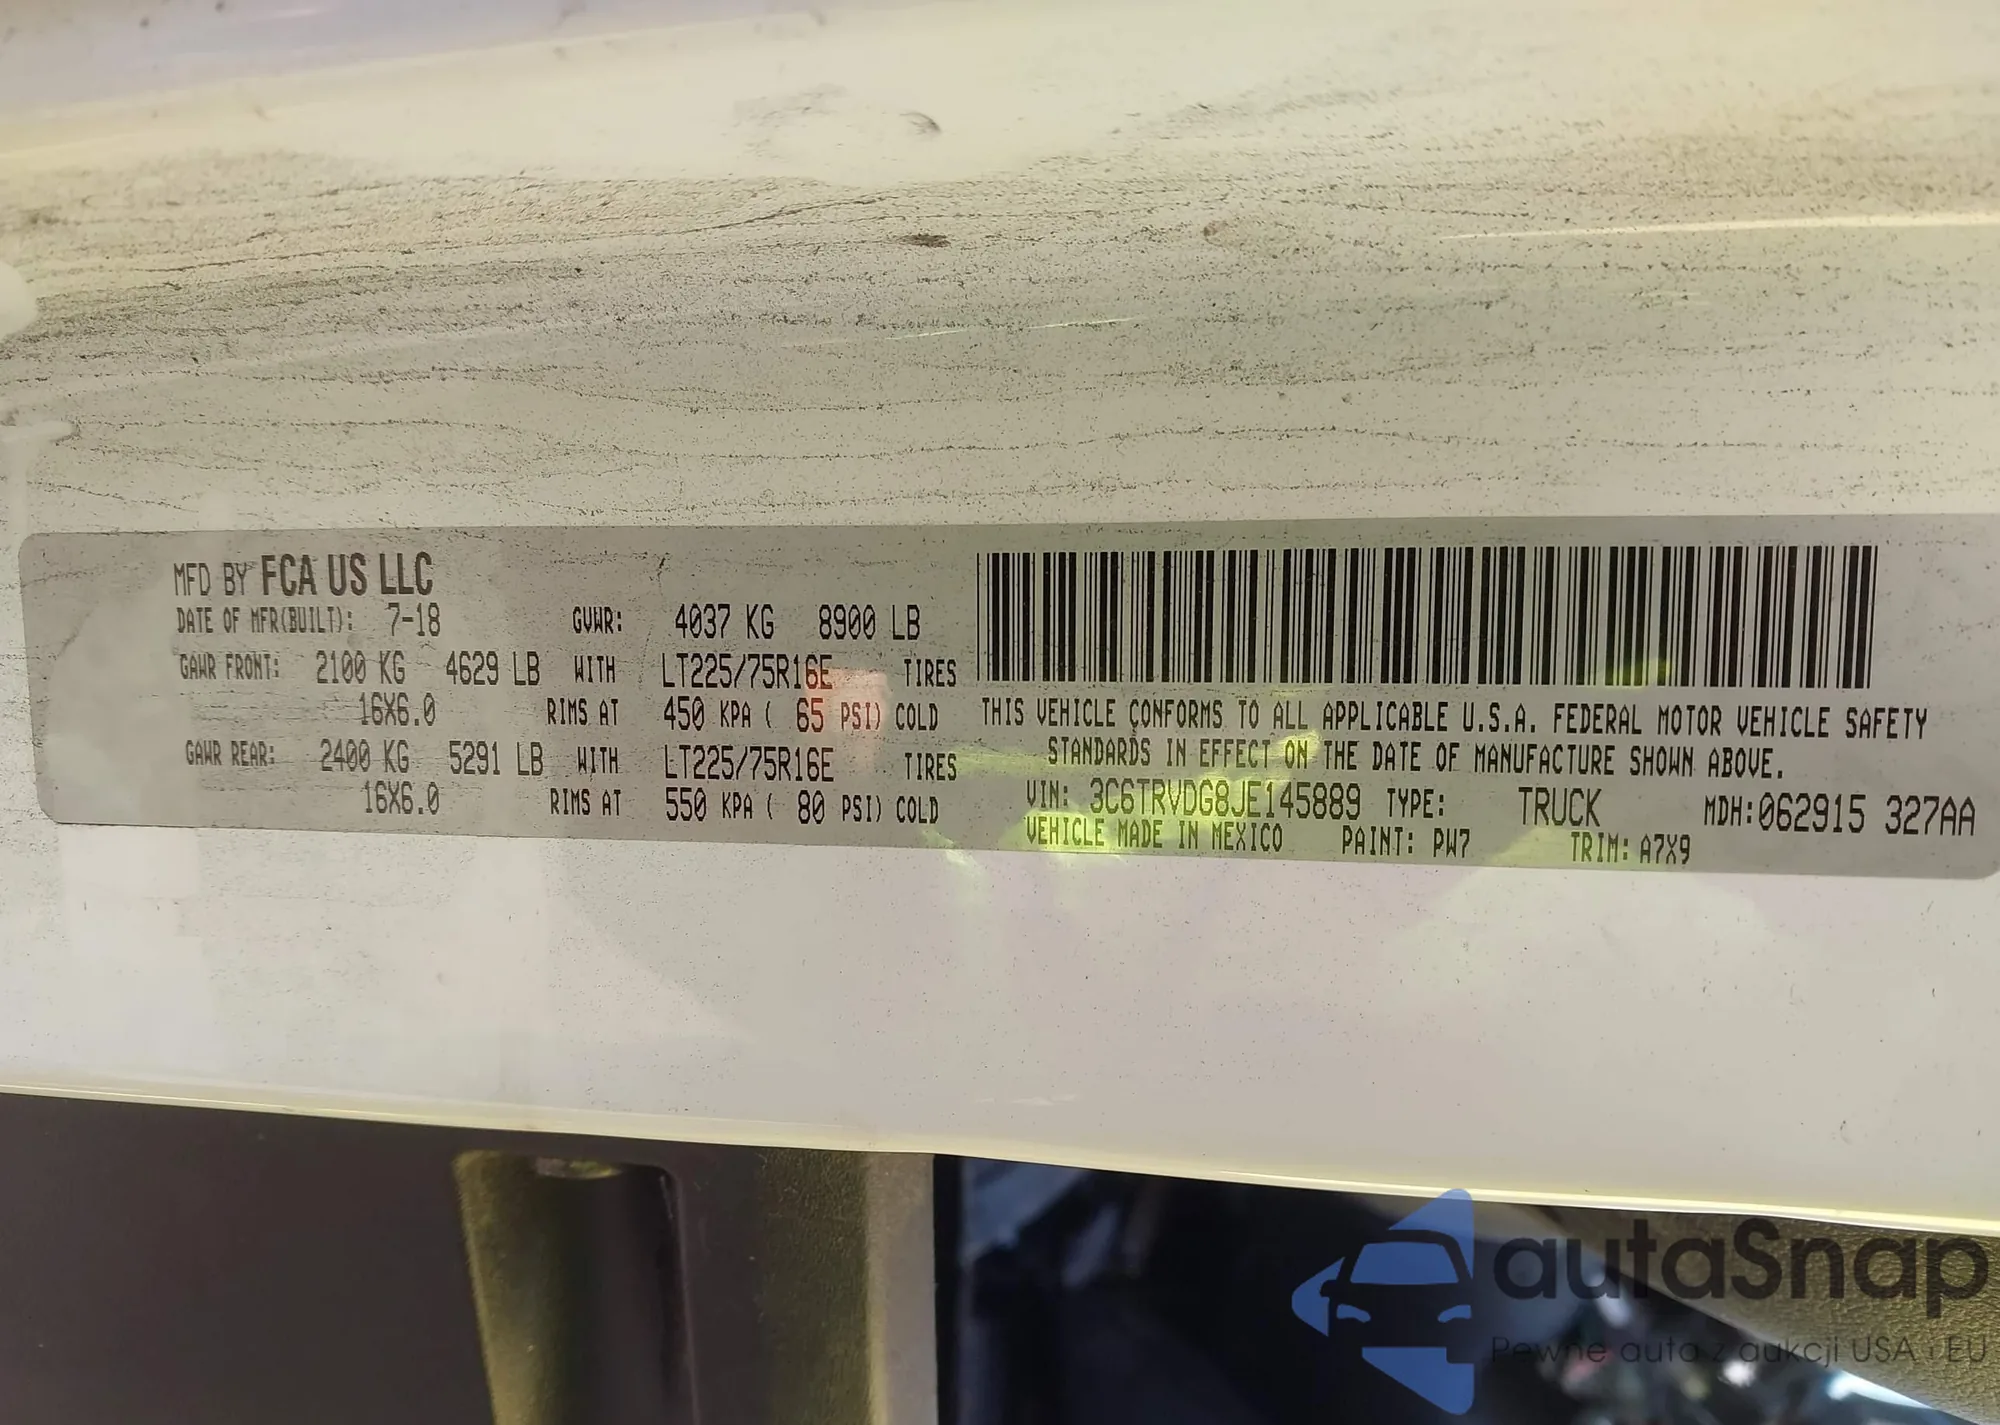 MFD BY FCA US LLC
DATE OF MFR(BUILT): 7-18 GVWR: 4037 KG 8900 LB
GAWR FRONT: 2100 KG 4629 LB WITH LT225/75R16E TIRES
16X6.0 RIMS AT 450 KPA ( 65 PSI) COLD
GAWR REAR: 2400 KG 5291 LB WITH LT225/75R16E TIRES
16X6.0 RIMS AT 550 KPA ( 80 PSI) COLD
THIS VEHICLE CONFORMS TO ALL APPLICABLE U.S.A. FEDERAL MOTOR VEHICLE SAFETY
STANDARDS IN EFFECT ON THE DATE OF MANUFACTURE SHOWN ABOVE.
VIN: 3C6TRVDG8JE145889 TYPE: TRUCK MDH:062915 327AA
VEHICLE MADE IN MEXICO PAINT: PW7 TRIM: A7X9
autaSnap
Pewne auta z aukcji USA i EU